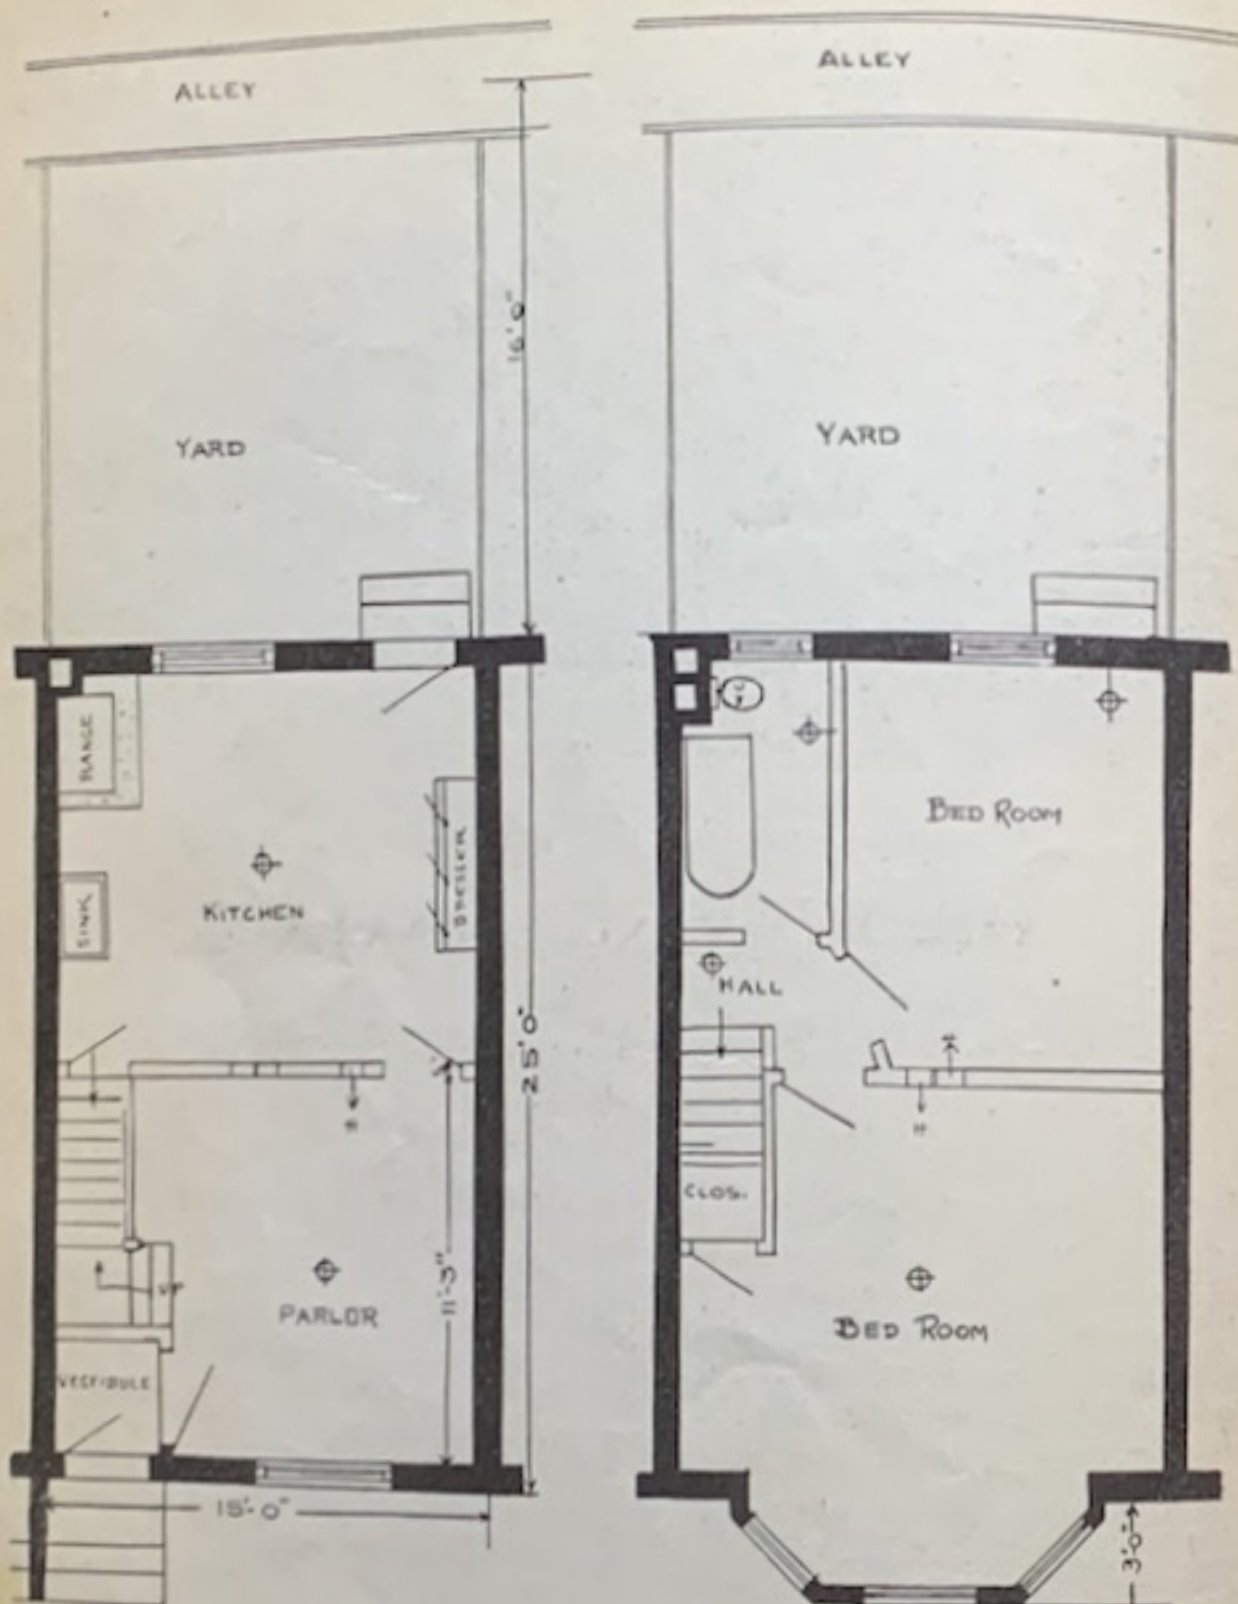 ALLEY
16'0"
YARD
RANGE
SINK
KITCHEN
DRESSER
25'0"
H
UP
PARLOR
11'-3"
VESTIBULE
15'-0"
ALLEY
YARD
W.C.
BED ROOM
HALL
H
H
CLOS.
BED ROOM
3'-0"